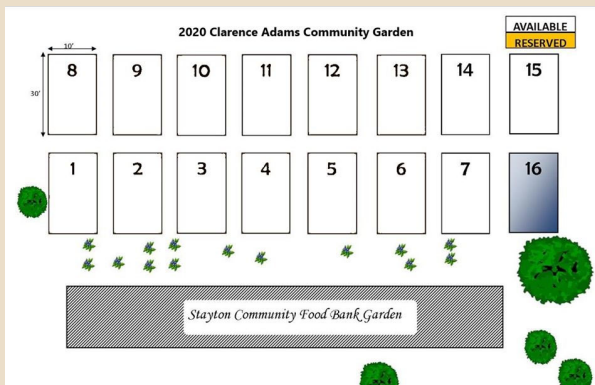 2020 Clarence Adams Community Garden
AVAILABLE
RESERVED
10'
30'
8 9 10 11 12 13 14 15
1 2 3 4 5 6 7 16
Stayton Community Food Bank Garden